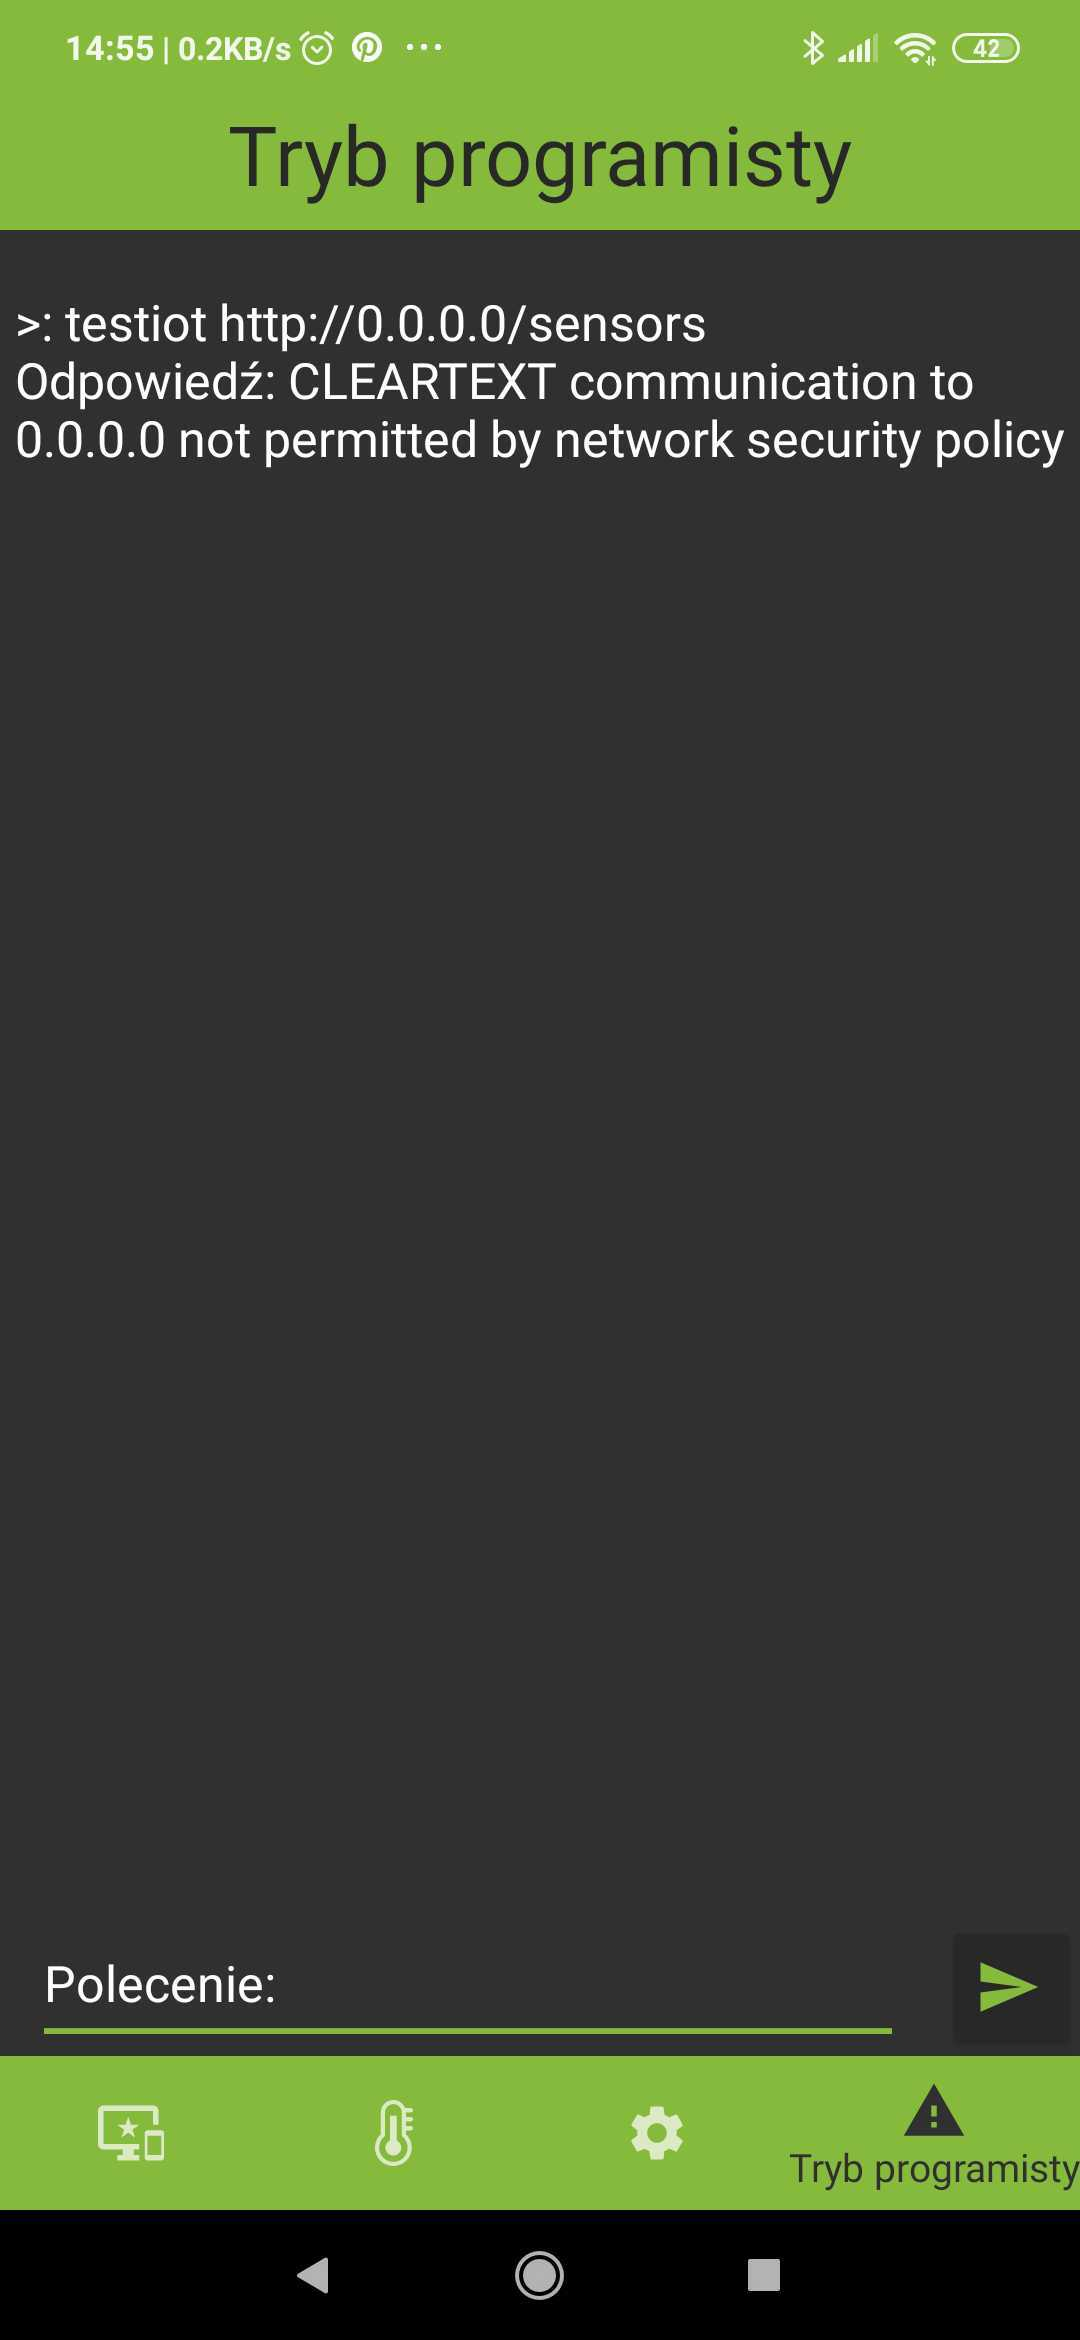 14:55 | 0.2KB/s
42
Tryb programisty
>: testiot http://0.0.0.0/sensors
Odpowiedź: CLEARTEXT communication to
0.0.0.0 not permitted by network security policy
Polecenie:
Tryb programisty